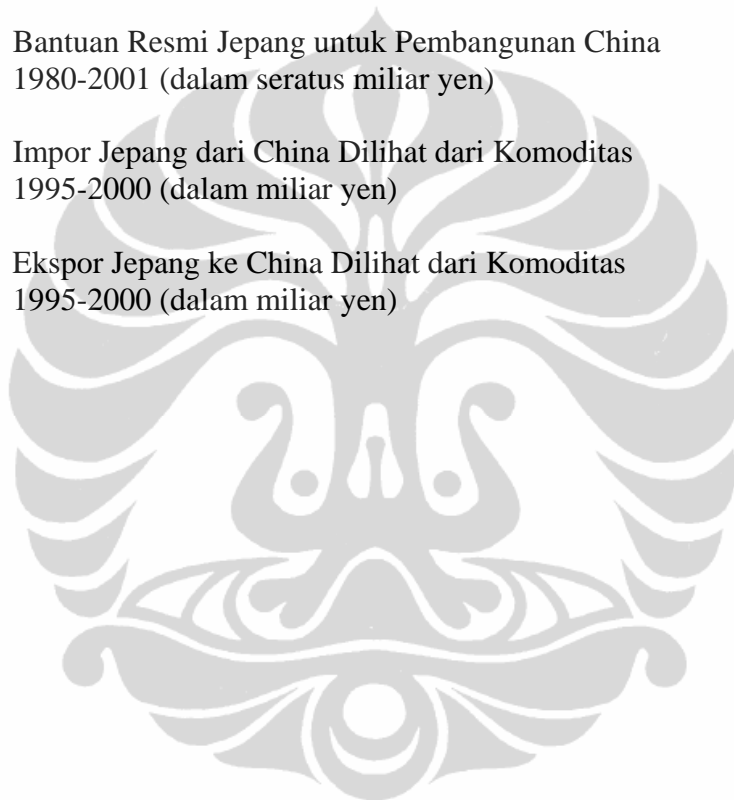 Bantuan Resmi Jepang untuk Pembangunan China
1980-2001 (dalam seratus miliar yen)
Impor Jepang dari China Dilihat dari Komoditas
1995-2000 (dalam miliar yen)
Ekspor Jepang ke China Dilihat dari Komoditas
1995-2000 (dalam miliar yen)